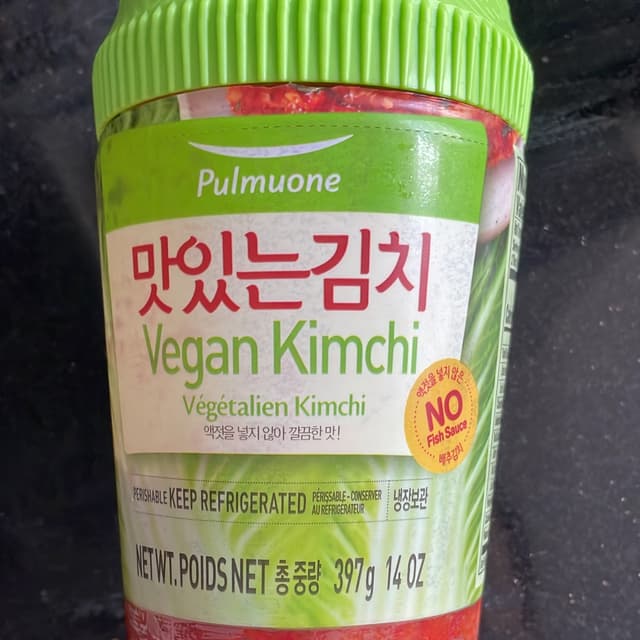 Pulmuone
맛있는김치
Vegan Kimchi
Végétalien Kimchi
액젓을 넣지 않아 깔끔한 맛!
액젓을 넣지 않은
NO
Fish Sauce
배추김치
PERISHABLE KEEP REFRIGERATED PÉRISSABLE - CONSERVER AU RÉFRIGÉRATEUR 냉장보관
NET WT. POIDS NET 총 중량 397g 14 OZ